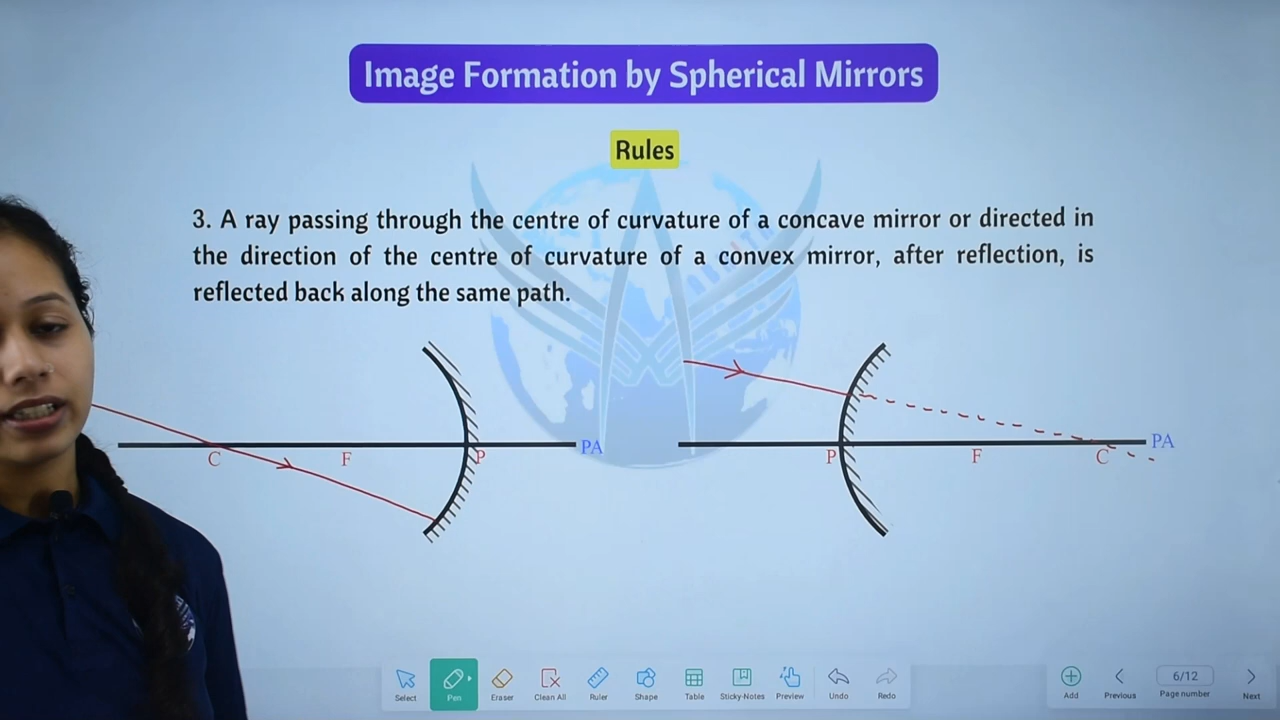 Image Formation by Spherical Mirrors
Rules
3. A ray passing through the centre of curvature of a concave mirror or directed in
the direction of the centre of curvature of a convex mirror, after reflection, is
reflected back along the same path.
C F P PA
P F C PA
Select Pen Eraser Clean All Ruler Shape Table Sticky-Notes Preview Undo Redo
Add Previous 6/12 Page number Next